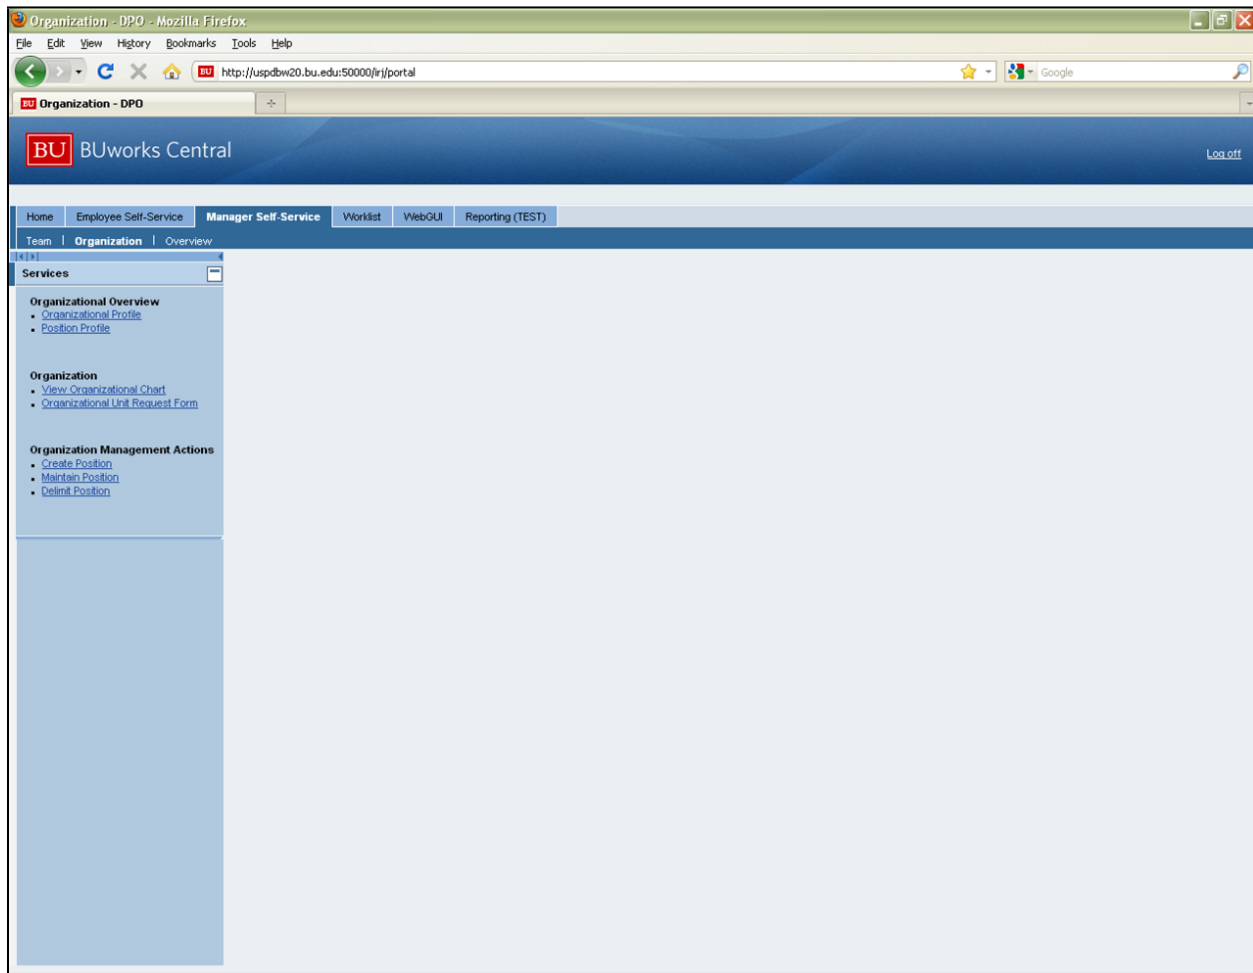 Organization - DPO - Mozilla Firefox
File Edit View History Bookmarks Tools Help
BU http://uspdbw20.bu.edu:50000/irj/portal Google
BU Organization - DPO
BU BUworks Central
Log off
Home Employee Self-Service Manager Self-Service Worklist WebGUI Reporting (TEST)
Team | Organization | Overview
Services
Organizational Overview
• Organizational Profile
• Position Profile
Organization
• View Organizational Chart
• Organizational Unit Request Form
Organization Management Actions
• Create Position
• Maintain Position
• Delimit Position